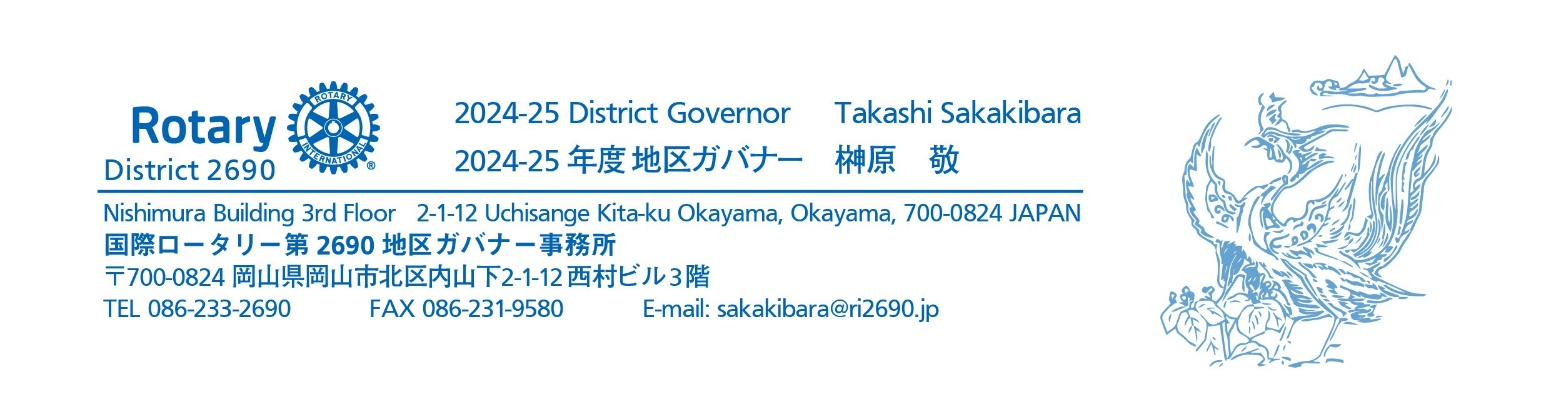 Rotary
ROTARY
INTERNATIONAL
®
District 2690
2024-25 District Governor Takashi Sakakibara
2024-25 年度 地区ガバナー 榊原 敬
Nishimura Building 3rd Floor 2-1-12 Uchisange Kita-ku Okayama, Okayama, 700-0824 JAPAN
国際ロータリー第 2690 地区ガバナー事務所
〒700-0824 岡山県岡山市北区内山下2-1-12 西村ビル3階
TEL 086-233-2690 FAX 086-231-9580 E-mail: sakakibara@ri2690.jp